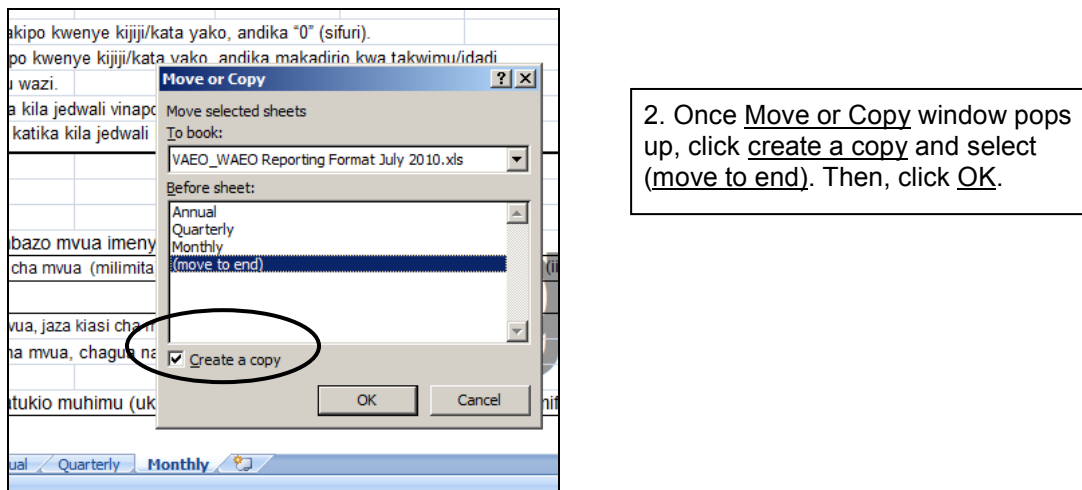 akipo kwenye kijiji/kata yako, andika “0” (sifuri).
po kwenye kijiji/kata yako, andika makadirio kwa takwimu/idadi
u wazi.
a kila jedwali vinapo
katika kila jedwali
Move or Copy
Move selected sheets
To book:
VAEO_WAEO Reporting Format July 2010.xls
Before sheet:
Annual
Quarterly
Monthly
(move to end)
Create a copy
OK Cancel
bazo mvua imeny
cha mvua (milimita
vua, jaza kiasi cha
na mvua, chagua na
tukio muhimu (uk
ual Quarterly Monthly
2. Once Move or Copy window pops
up, click create a copy and select
(move to end). Then, click OK.